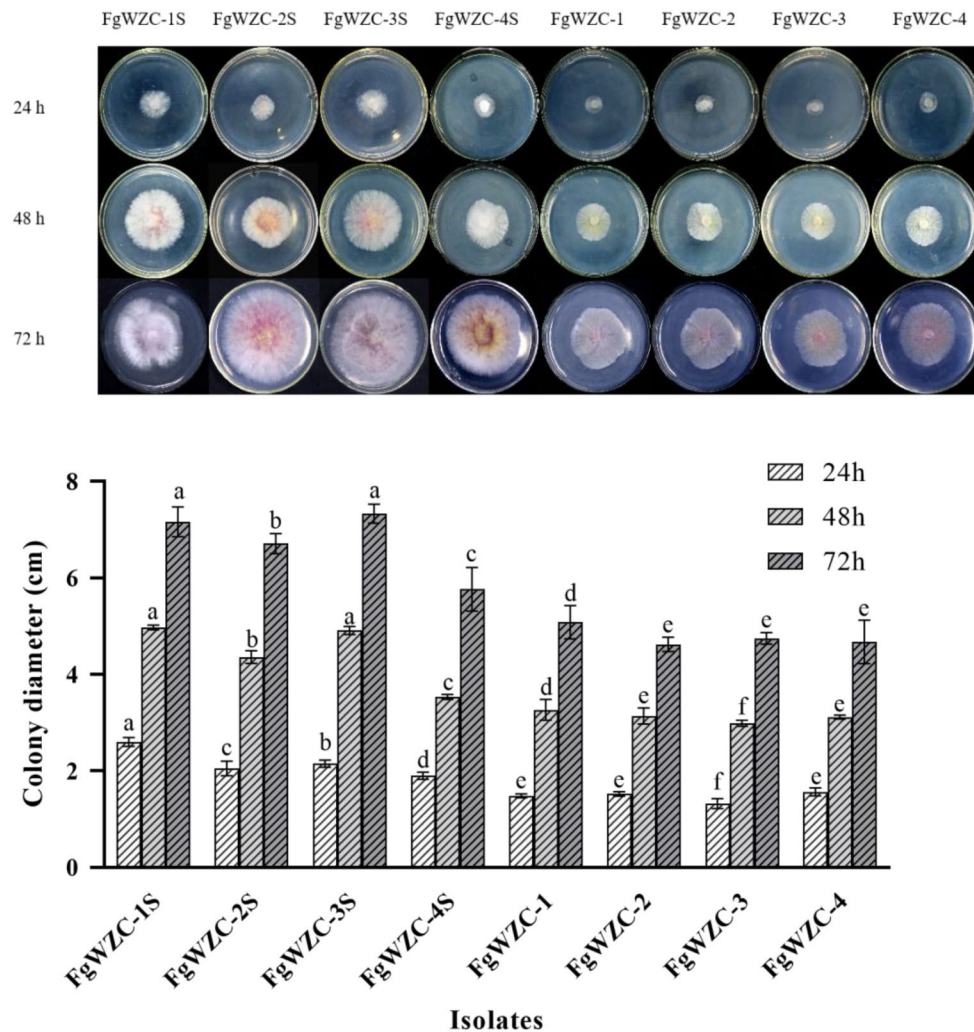 FgWZC-1S FgWZC-2S FgWZC-3S FgWZC-4S FgWZC-1 FgWZC-2 FgWZC-3 FgWZC-4
24 h
48 h
72 h
8
6
4
2
0
Colony diameter (cm)
24h
48h
72h
a a a
c b b
b a a
d c c
e d d
e e e
f f e
e e e
FgWZC-1S
FgWZC-2S
FgWZC-3S
FgWZC-4S
FgWZC-1
FgWZC-2
FgWZC-3
FgWZC-4
Isolates